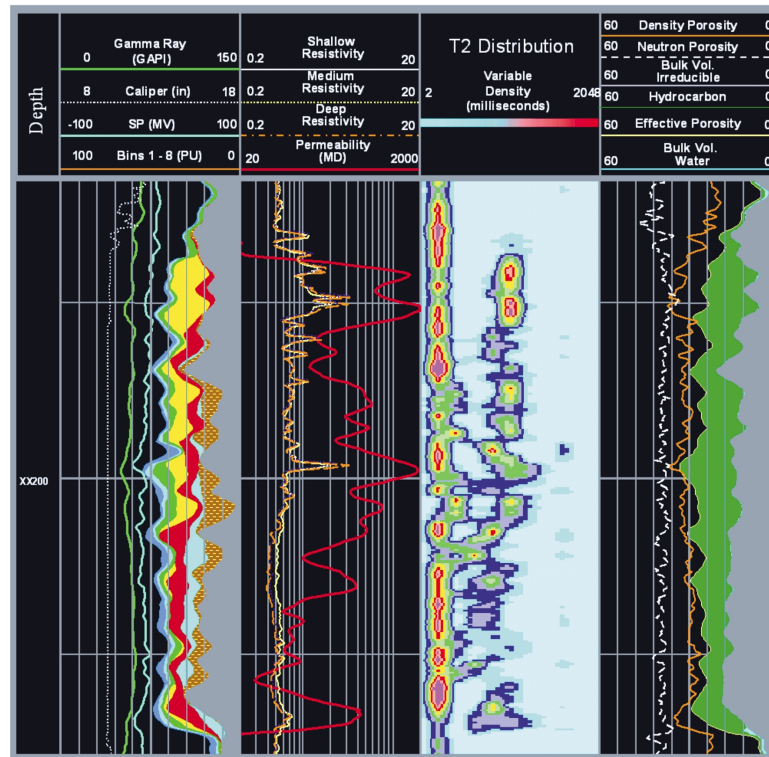 Depth
Gamma Ray
0 (GAPI) 150
8 Caliper (in) 18
-100 SP (MV) 100
100 Bins 1 - 8 (PU) 0
Shallow
0.2 Resistivity 20
Medium
0.2 Resistivity 20
Deep
0.2 Resistivity 20
Permeability
20 (MD) 2000
T2 Distribution
Variable
2 Density 2048
(milliseconds)
60 Density Porosity 0
60 Neutron Porosity 0
Bulk Vol.
60 Irreducible 0
60 Hydrocarbon 0
60 Effective Porosity 0
Bulk Vol.
60 Water 0
XX200